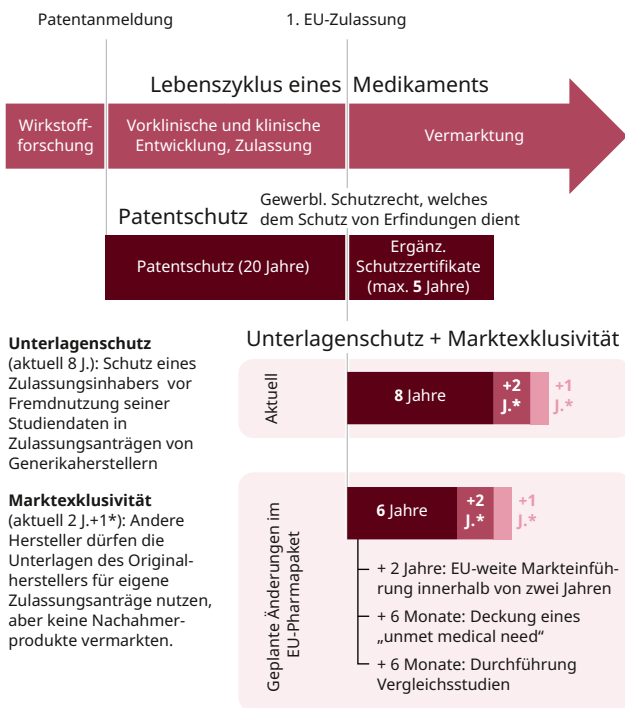 Patentanmeldung
1. EU-Zulassung
Lebenszyklus eines Medikaments
Wirkstoff-
forschung
Vorklinische und klinische
Entwicklung, Zulassung
Vermarktung
Patentschutz
Gewerbl. Schutzrecht, welches
dem Schutz von Erfindungen dient
Patentschutz (20 Jahre)
Ergänz.
Schutzzertifikate
(max. 5 Jahre)
Unterlagenschutz
(aktuell 8 J.): Schutz eines
Zulassungsinhabers vor
Fremdnutzung seiner
Studiendaten in
Zulassungsanträgen von
Generikaherstellern
Marktexklusivität
(aktuell 2 J.+1*): Andere
Hersteller dürfen die
Unterlagen des Original-
herstellers für eigene
Zulassungsanträge nutzen,
aber keine Nachahmer-
produkte vermarkten.
Unterlagenschutz + Marktexklusivität
Aktuell
8 Jahre
+2
J.*
+1
J.*
Geplante Änderungen im
EU-Pharmapaket
6 Jahre
+2
J.*
+1
J.*
+ 2 Jahre: EU-weite Markteinfüh-
rung innerhalb von zwei Jahren
+ 6 Monate: Deckung eines
„unmet medical need“
+ 6 Monate: Durchführung
Vergleichsstudien